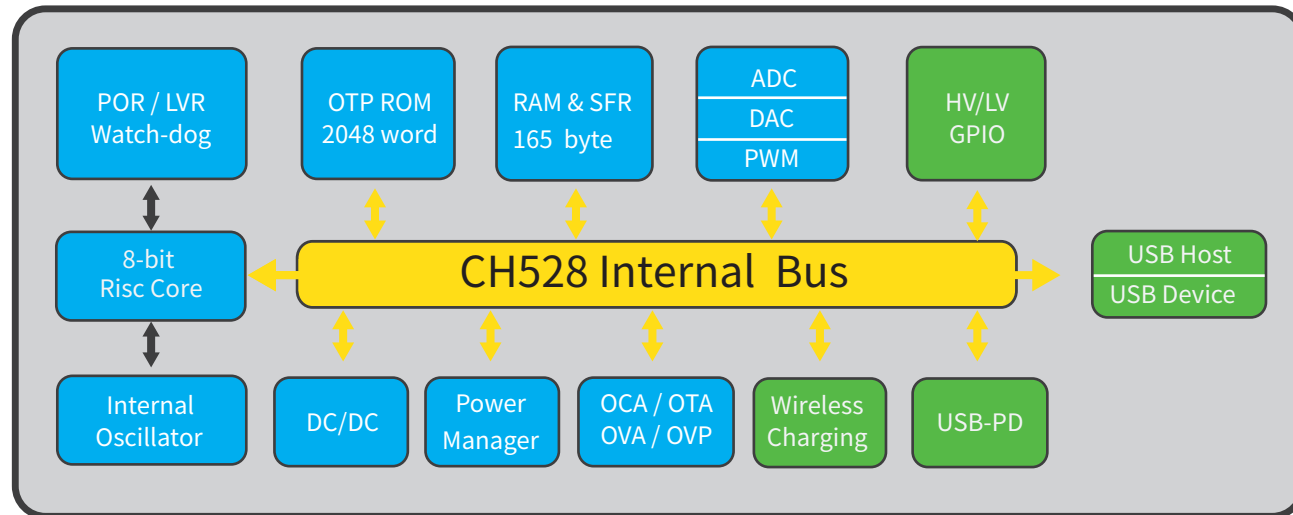 POR / LVR
Watch-dog
OTP ROM
2048 word
RAM & SFR
165 byte
ADC
DAC
PWM
HV/LV
GPIO
8-bit
Risc Core
CH528 Internal Bus
USB Host
USB Device
Internal
Oscillator
DC/DC
Power
Manager
OCA / OTA
OVA / OVP
Wireless
Charging
USB-PD